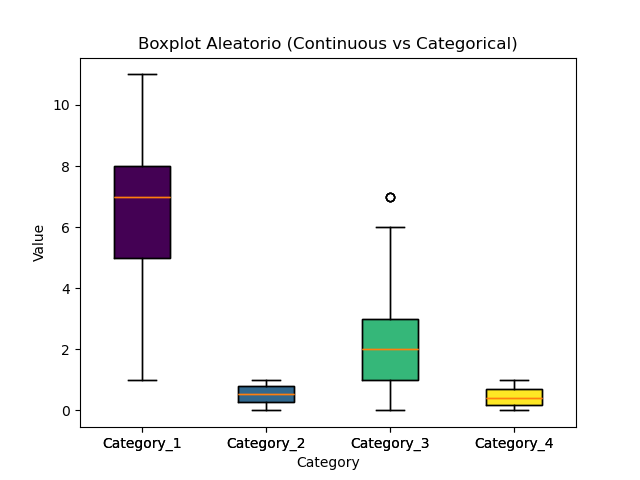 Boxplot Aleatorio (Continuous vs Categorical)
10
8
6
4
2
0
Value
Category_1 Category_2 Category_3 Category_4
Category